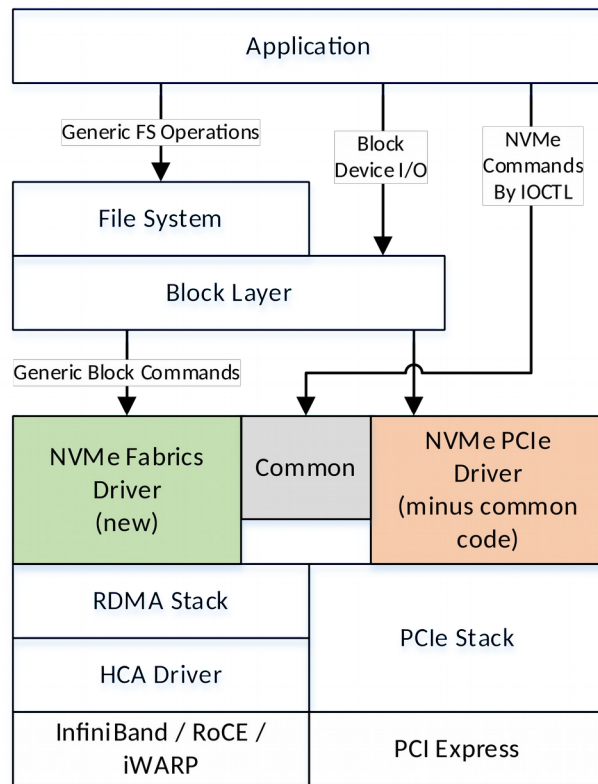 Application
Generic FS Operations
Block
Device I/O
NVMe
Commands
By IOCTL
File System
Block Layer
Generic Block Commands
NVMe Fabrics
Driver
(new)
Common
NVMe PCIe
Driver
(minus common
code)
RDMA Stack
HCA Driver
PCIe Stack
InfiniBand / RoCE /
iWARP
PCI Express